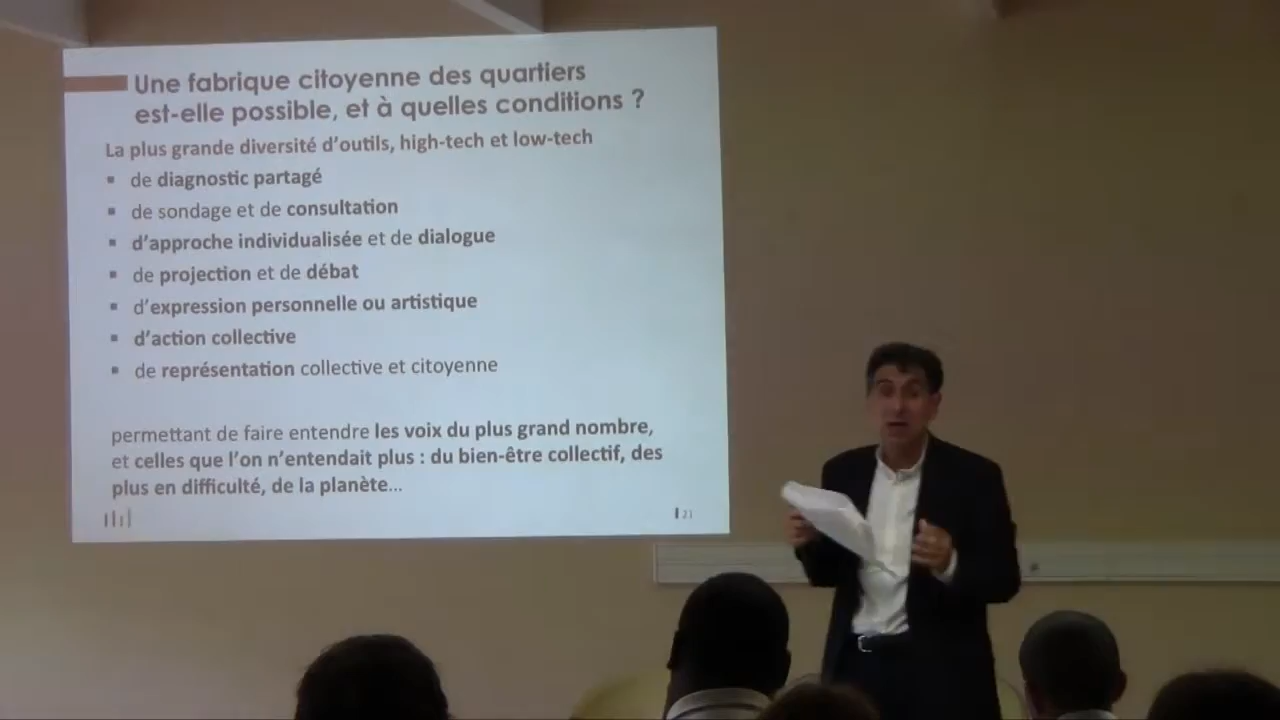 Une fabrique citoyenne des quartiers
est-elle possible, et à quelles conditions ?
La plus grande diversité d'outils, high-tech et low-tech
▪ de diagnostic partagé
▪ de sondage et de consultation
▪ d'approche individualisée et de dialogue
▪ de projection et de débat
▪ d'expression personnelle ou artistique
▪ d'action collective
▪ de représentation collective et citoyenne
permettant de faire entendre les voix du plus grand nombre,
et celles que l'on n'entendait plus : du bien-être collectif, des
plus en difficulté, de la planète...
21